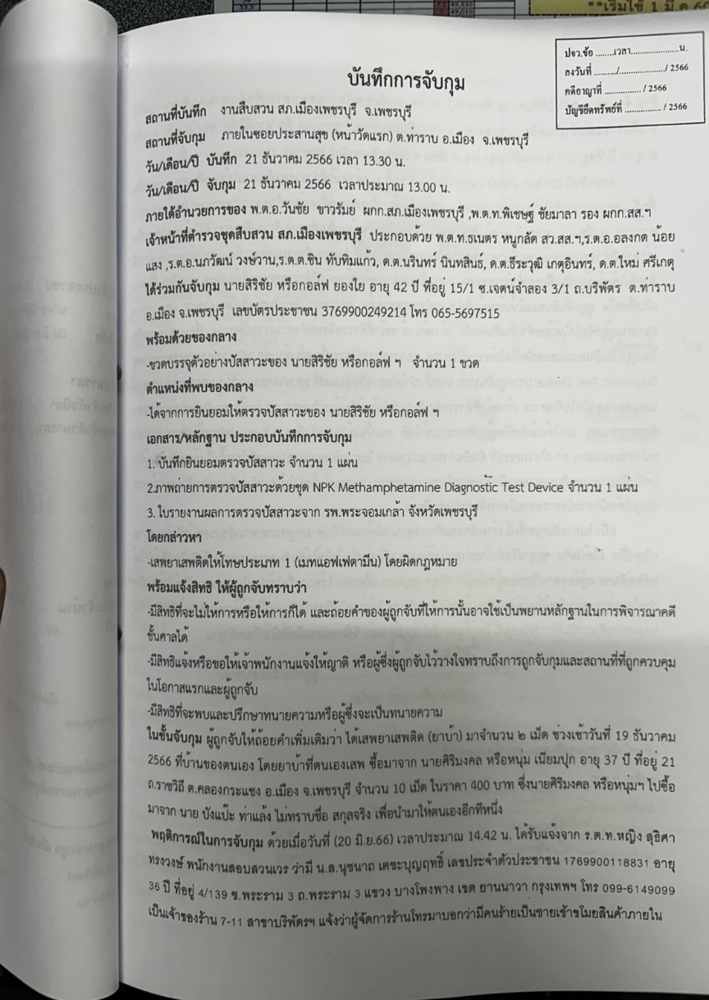 **เริ่มใช้ 1 มี.ค.60
33.5
49,830
49,010
ปจว.ข้อ ........เวลา.....................น.
ลงวันที่ ........../..................../ 2566
คดีอาญาที่ ................ / 2566
บัญชียึดทรัพย์ที่ ................ / 2566
บันทึกการจับกุม
สถานที่บันทึก งานสืบสวน สภ.เมืองเพชรบุรี จ.เพชรบุรี
สถานที่จับกุม ภายในซอยประสานสุข (หน้าวัดแรก) ต.ท่าราบ อ.เมือง จ.เพชรบุรี
วัน/เดือน/ปี บันทึก 21 ธันวาคม 2566 เวลา 13.30 น.
วัน/เดือน/ปี จับกุม 21 ธันวาคม 2566 เวลาประมาณ 13.00 น.
ภายใต้อำนวยการของ พ.ต.อ.วันชัย ขาวรัมย์ ผกก.สภ.เมืองเพชรบุรี ,พ.ต.ท.พิเชษฐ์ ชัยมาลา รอง ผกก.สส.ฯ
เจ้าหน้าที่ตำรวจชุดสืบสวน สภ.เมืองเพชรบุรี ประกอบด้วย พ.ต.ท.ธเนตร หนูกลัด สว.สส.ฯ,ร.ต.อ.อลงกต น้อย
แสง ,ร.ต.อ.นภวัฒน์ วงษ์วาน,ร.ต.ต.ชิน ทับทิมแก้ว, ด.ต.นรินทร์ นินทสินธ์, ด.ต.ธีระวุฒิ เกตุอินทร์, ด.ต.ใหม่ ศรีเกตุ
ได้ร่วมกันจับกุม นายสิริชัย หรือกอล์ฟ ยองใย อายุ 42 ปี ที่อยู่ 15/1 ซ.เจตน์จำลอง 3/1 ถ.บริพัตร ต.ท่าราบ
อ.เมือง จ.เพชรบุรี เลขบัตรประชาชน 3769900249214 โทร 065-5697515
พร้อมด้วยของกลาง
-ขวดบรรจุตัวอย่างปัสสาวะของ นายสิริชัย หรือกอล์ฟ ฯ จำนวน 1 ขวด
ตำแหน่งที่พบของกลาง
-ได้จากการยินยอมให้ตรวจปัสสาวะของ นายสิริชัย หรือกอล์ฟ ฯ
เอกสาร/หลักฐาน ประกอบบันทึกการจับกุม
1. บันทึกยินยอมตรวจปัสสาวะ จำนวน 1 แผ่น
2.ภาพถ่ายการตรวจปัสสาวะด้วยชุด NPK Methamphetamine Diagnostic Test Device จำนวน 1 แผ่น
3. ใบรายงานผลการตรวจปัสสาวะจาก รพ.พระจอมเกล้า จังหวัดเพชรบุรี
โดยกล่าวหา
-เสพยาเสพติดให้โทษประเภท 1 (เมทแอฟเฟตามีน) โดยผิดกฎหมาย
พร้อมแจ้งสิทธิ ให้ผู้ถูกจับทราบว่า
-มีสิทธิที่จะไม่ให้การหรือให้การก็ได้ และถ้อยคำของผู้ถูกจับที่ให้การนั้นอาจใช้เป็นพยานหลักฐานในการพิจารณาคดี
ชั้นศาลได้
-มีสิทธิแจ้งหรือขอให้เจ้าพนักงานแจ้งให้ญาติ หรือผู้ซึ่งผู้ถูกจับไว้วางใจทราบถึงการถูกจับกุมและสถานที่ที่ถูกควบคุม
ในโอกาสแรกและผู้ถูกจับ
-มีสิทธิที่จะพบและปรึกษาทนายความหรือผู้ซึ่งจะเป็นทนายความ
ในชั้นจับกุม ผู้ถูกจับให้ถ้อยคำเพิ่มเติมว่า ได้เสพยาเสพติด (ยาบ้า) มาจำนวน ๒ เม็ด ช่วงเช้าวันที่ 19 ธันวาคม
2566 ที่บ้านของตนเอง โดยยาบ้าที่ตนเองเสพ ซื้อมาจาก นายศิริมงคล หรือหนุ่ม เนียมปุก อายุ 37 ปี ที่อยู่ 21
ถ.ราชวิถี ต.คลองกระแชง อ.เมือง จ.เพชรบุรี จำนวน 10 เม็ด ในราคา 400 บาท ซึ่งนายศิริมงคล หรือหนุ่มฯ ไปซื้อ
มาจาก นาย บังแป๊ะ ท่าแล้ง ไม่ทราบชื่อ สกุลจริง เพื่อนำมาให้ตนเองอีกทีหนึ่ง
พฤติการณ์ในการจับกุม ด้วยเมื่อวันที่ (20 มิ.ย.66) เวลาประมาณ 14.42 น. ได้รับแจ้งจาก ร.ต.ท.หญิง สุธิศา
ทรงวงษ์ พนักงานสอบสวนเวร ว่ามี น.ส.นุชนาถ เตชะบุญฤทธิ์ เลขประจำตัวประชาชน 1769900118831 อายุ
36 ปี ที่อยู่ 4/139 ซ.พระราม 3 ถ.พระราม 3 แขวง บางโพงพาง เขต ยานนาวา กรุงเทพฯ โทร 099-6149099
เป็นเจ้าของร้าน 7-11 สาขาบริพัตรฯ แจ้งว่าผู้จัดการร้านโทรมาบอกว่ามีคนร้ายเป็นชายเข้าขโมยสินค้าภายใน